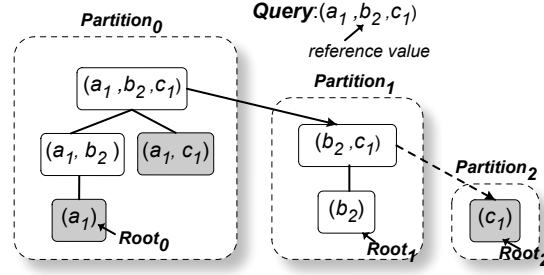 Partition0
Query:(a1 ,b2 ,c1)
reference value
(a1 ,b2 ,c1)
Partition1
(a1, b2 )
(a1, c1)
(b2 ,c1)
Partition2
(a1)
Root0
(b2)
Root1
(c1)
Root2